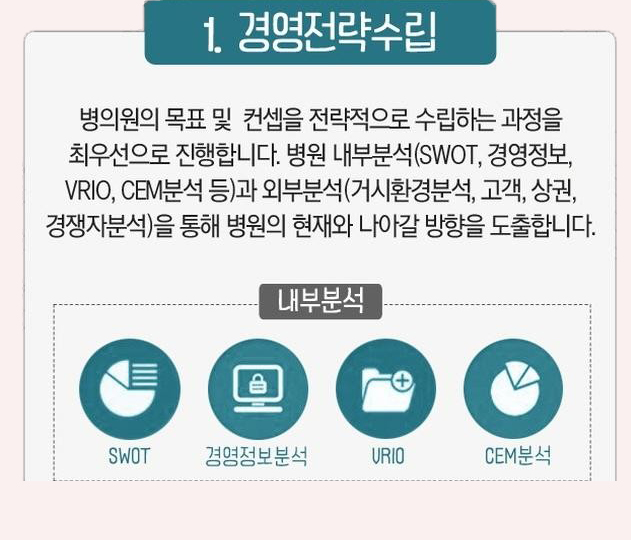 1. 경영전략수립
병의원의 목표 및 컨셉을 전략적으로 수립하는 과정을
최우선으로 진행합니다. 병원 내부분석(SWOT, 경영정보,
VRIO, CEM분석 등)과 외부분석(거시환경분석, 고객, 상권,
경쟁자분석)을 통해 병원의 현재와 나아갈 방향을 도출합니다.
내부분석
SWOT 경영정보분석 VRIO CEM분석